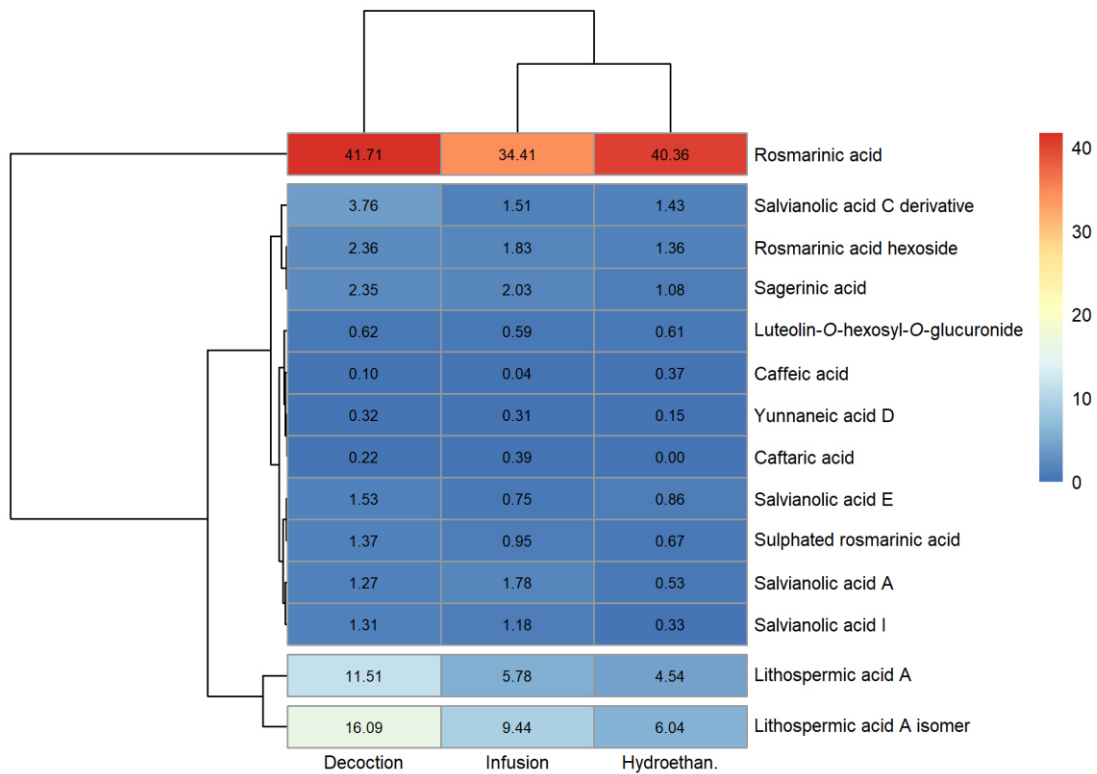 41.71 34.41 40.36 Rosmarinic acid
3.76 1.51 1.43 Salvianolic acid C derivative
2.36 1.83 1.36 Rosmarinic acid hexoside
2.35 2.03 1.08 Sagerinic acid
0.62 0.59 0.61 Luteolin-O-hexosyl-O-glucuronide
0.10 0.04 0.37 Caffeic acid
0.32 0.31 0.15 Yunnaneic acid D
0.22 0.39 0.00 Caftaric acid
1.53 0.75 0.86 Salvianolic acid E
1.37 0.95 0.67 Sulphated rosmarinic acid
1.27 1.78 0.53 Salvianolic acid A
1.31 1.18 0.33 Salvianolic acid I
11.51 5.78 4.54 Lithospermic acid A
16.09 9.44 6.04 Lithospermic acid A isomer
Decoction Infusion Hydroethan.
40
30
20
10
0